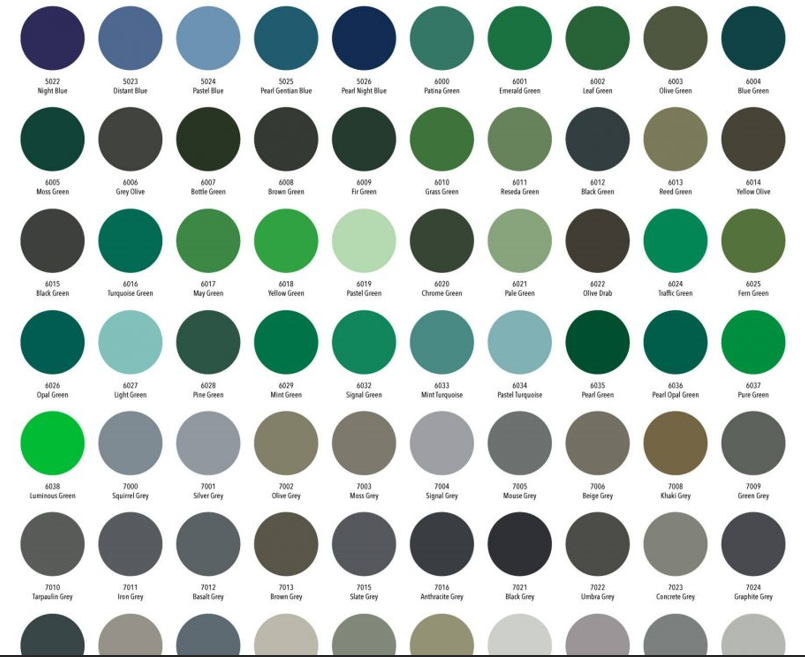 5022 5023 5024 5025 5026 6000 6001 6002 6003 6004
Night Blue Distant Blue Pastel Blue Pearl Gentian Blue Pearl Night Blue Patina Green Emerald Green Leaf Green Olive Green Blue Green
6005 6006 6007 6008 6009 6010 6011 6012 6013 6014
Moss Green Grey Olive Bottle Green Brown Green Fir Green Grass Green Reseda Green Black Green Reed Green Yellow Olive
6015 6016 6017 6018 6019 6020 6021 6022 6024 6025
Black Green Turquoise Green May Green Yellow Green Pastel Green Chrome Green Pale Green Olive Drab Traffic Green Fern Green
6026 6027 6028 6029 6032 6033 6034 6035 6036 6037
Opal Green Light Green Pine Green Mint Green Signal Green Mint Turquoise Pastel Turquoise Pearl Green Pearl Opal Green Pure Green
6038 7000 7001 7002 7003 7004 7005 7006 7008 7009
Luminous Green Squirrel Grey Silver Grey Olive Grey Moss Grey Signal Grey Mouse Grey Beige Grey Khaki Grey Green Grey
7010 7011 7012 7013 7015 7016 7021 7022 7023 7024
Tarpaulin Grey Iron Grey Basalt Grey Brown Grey Slate Grey Anthracite Grey Black Grey Umbra Grey Concrete Grey Graphite Grey